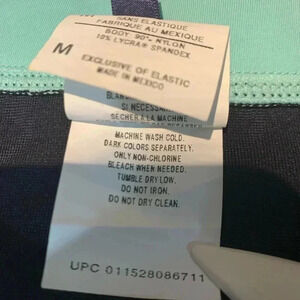 SANS ELASTIQUE
FABRIQUE AU MEXIQUE
M
BODY: 90% NYLON
10% LYCRA® SPANDEX
EXCLUSIVE OF ELASTIC
MADE IN MEXICO
SI NECESSAI
SECHER A LA MACHINE
MACHINE WASH COLD.
DARK COLORS SEPARATELY.
ONLY NON-CHLORINE
BLEACH WHEN NEEDED.
TUMBLE DRY LOW.
DO NOT IRON.
DO NOT DRY CLEAN.
UPC 011528086711